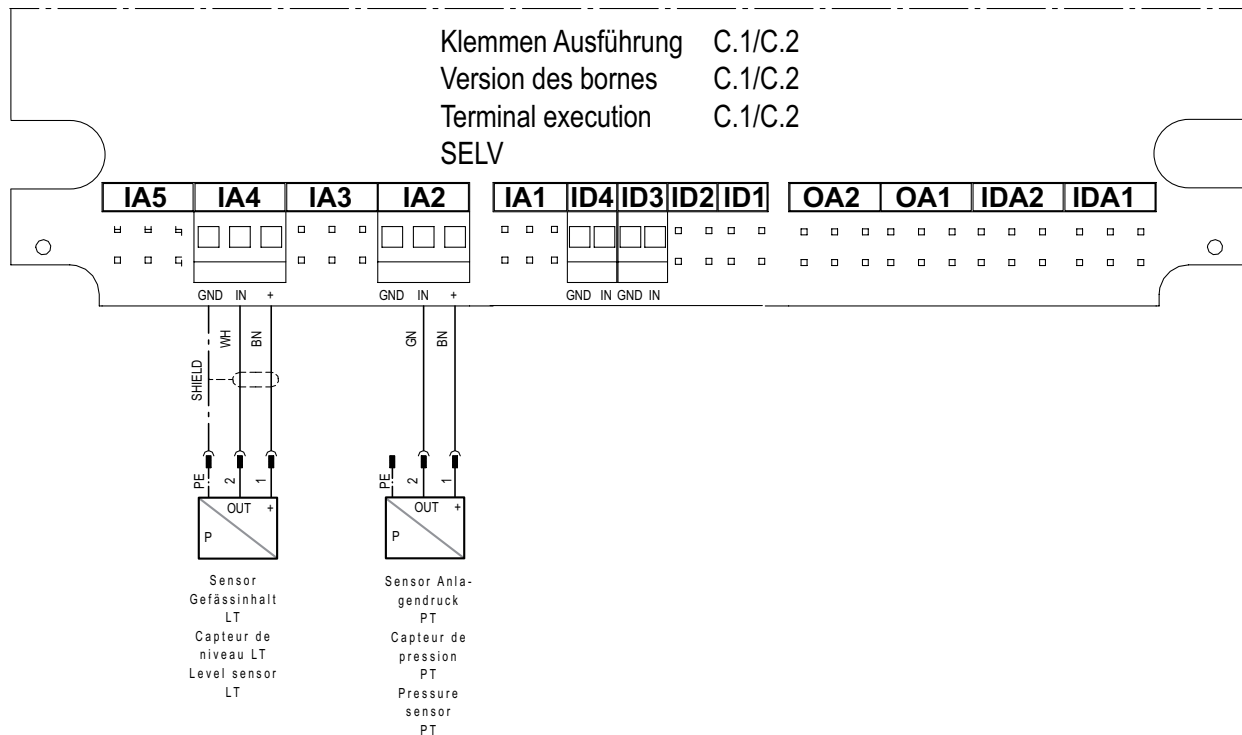 Klemmen Ausführung C.1/C.2
Version des bornes C.1/C.2
Terminal execution C.1/C.2
SELV
IA5 IA4 IA3 IA2 IA1 ID4 ID3 ID2 ID1 OA2 OA1 IDA2 IDA1
GND IN + GND IN + GND IN GND IN
SHIELD WH BN GN BN
PE 2 1 PE 2 1
OUT + OUT +
P P
Sensor
Gefässinhalt
LT
Capteur de
niveau LT
Level sensor
LT
Sensor Anla-
gendruck
PT
Capteur de
pression
PT
Pressure
sensor
PT